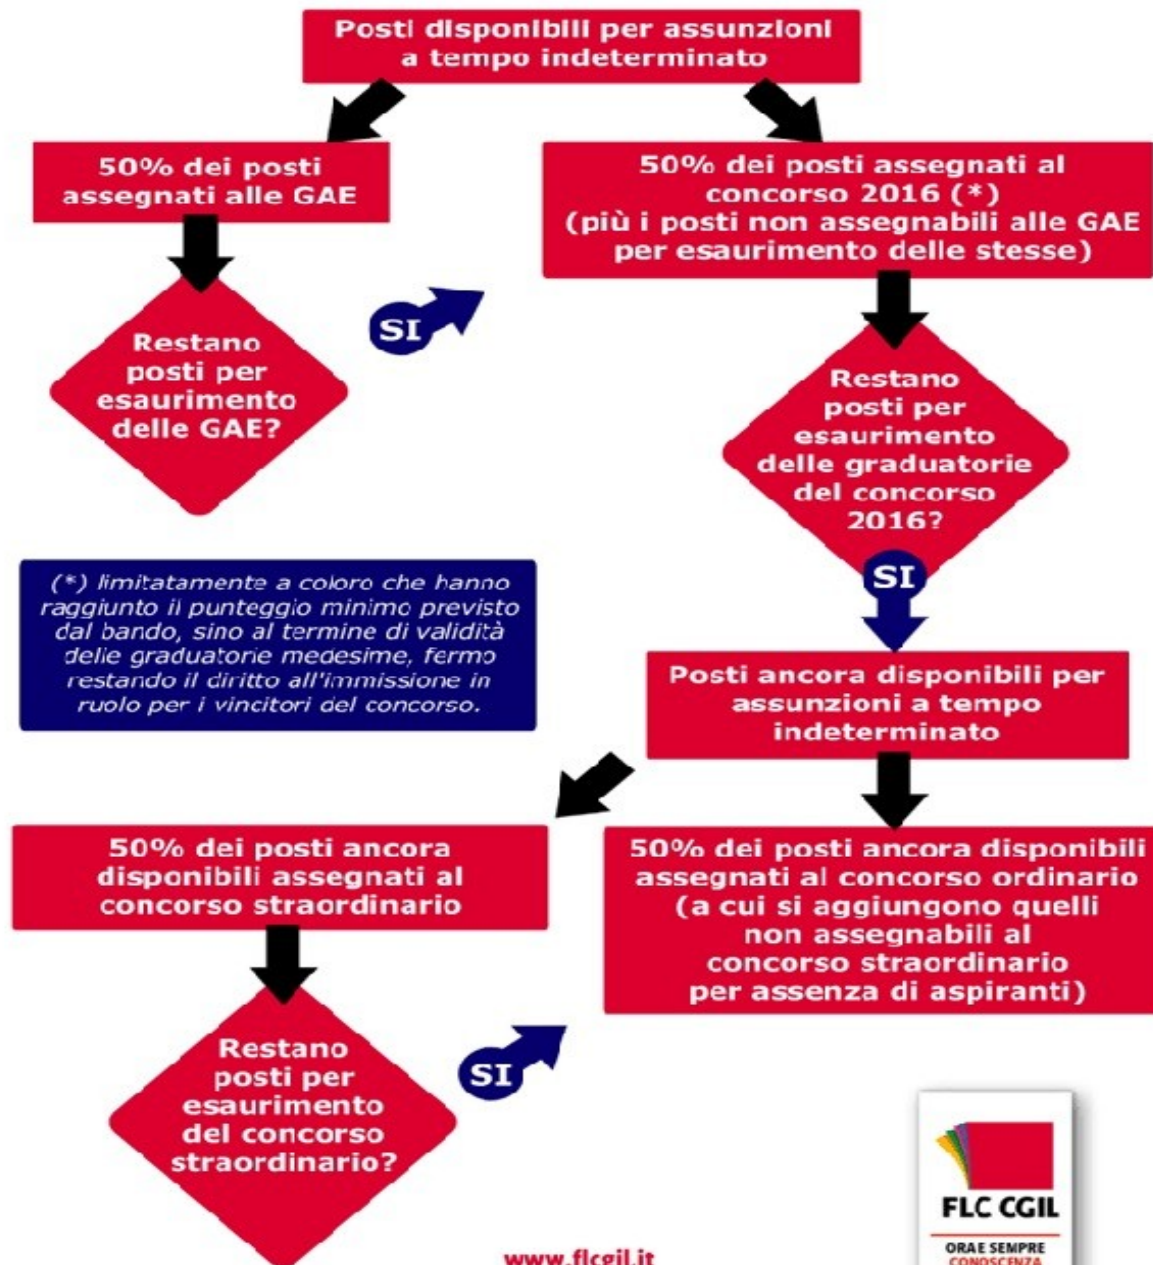 Posti disponibili per assunzioni
a tempo indeterminato
50% dei posti
assegnati alle GAE
50% dei posti assegnati al
concorso 2016 (*)
(più i posti non assegnabili alle GAE
per esaurimento delle stesse)
SI
Restano
posti per
esaurimento
delle GAE?
Restano
posti per
esaurimento
delle graduatorie
del concorso
2016?
SI
(*) limitatamente a coloro che hanno
raggiunto il punteggio minimo previsto
dal bando, sino al termine di validità
delle graduatorie medesime, fermo
restando il diritto all'immissione in
ruolo per i vincitori del concorso.
Posti ancora disponibili per
assunzioni a tempo
indeterminato
50% dei posti ancora
disponibili assegnati al
concorso straordinario
50% dei posti ancora disponibili
assegnati al concorso ordinario
(a cui si aggiungono quelli
non assegnabili al
concorso straordinario
per assenza di aspiranti)
Restano
posti per
esaurimento
del concorso
straordinario?
SI
FLC CGIL
ORA E SEMPRE
CONOSCENZA
www.flcgil.it